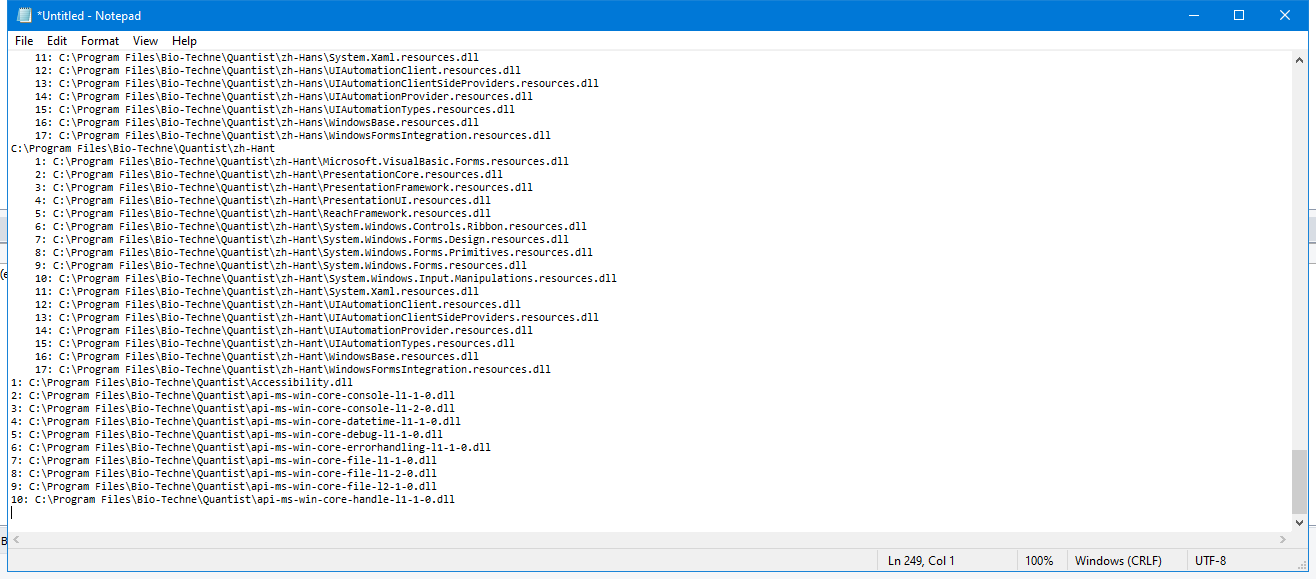 *Untitled - Notepad
File Edit Format View Help
11: C:\Program Files\Bio-Techne\Quantist\zh-Hans\System.Xaml.resources.dll
12: C:\Program Files\Bio-Techne\Quantist\zh-Hans\UIAutomationClient.resources.dll
13: C:\Program Files\Bio-Techne\Quantist\zh-Hans\UIAutomationClientSideProviders.resources.dll
14: C:\Program Files\Bio-Techne\Quantist\zh-Hans\UIAutomationProvider.resources.dll
15: C:\Program Files\Bio-Techne\Quantist\zh-Hans\UIAutomationTypes.resources.dll
16: C:\Program Files\Bio-Techne\Quantist\zh-Hans\WindowsBase.resources.dll
17: C:\Program Files\Bio-Techne\Quantist\zh-Hans\WindowsFormsIntegration.resources.dll
C:\Program Files\Bio-Techne\Quantist\zh-Hant
1: C:\Program Files\Bio-Techne\Quantist\zh-Hant\Microsoft.VisualBasic.Forms.resources.dll
2: C:\Program Files\Bio-Techne\Quantist\zh-Hant\PresentationCore.resources.dll
3: C:\Program Files\Bio-Techne\Quantist\zh-Hant\PresentationFramework.resources.dll
4: C:\Program Files\Bio-Techne\Quantist\zh-Hant\PresentationUI.resources.dll
5: C:\Program Files\Bio-Techne\Quantist\zh-Hant\ReachFramework.resources.dll
6: C:\Program Files\Bio-Techne\Quantist\zh-Hant\System.Windows.Controls.Ribbon.resources.dll
7: C:\Program Files\Bio-Techne\Quantist\zh-Hant\System.Windows.Forms.Design.resources.dll
8: C:\Program Files\Bio-Techne\Quantist\zh-Hant\System.Windows.Forms.Primitives.resources.dll
9: C:\Program Files\Bio-Techne\Quantist\zh-Hant\System.Windows.Forms.resources.dll
10: C:\Program Files\Bio-Techne\Quantist\zh-Hant\System.Windows.Input.Manipulations.resources.dll
11: C:\Program Files\Bio-Techne\Quantist\zh-Hant\System.Xaml.resources.dll
12: C:\Program Files\Bio-Techne\Quantist\zh-Hant\UIAutomationClient.resources.dll
13: C:\Program Files\Bio-Techne\Quantist\zh-Hant\UIAutomationClientSideProviders.resources.dll
14: C:\Program Files\Bio-Techne\Quantist\zh-Hant\UIAutomationProvider.resources.dll
15: C:\Program Files\Bio-Techne\Quantist\zh-Hant\UIAutomationTypes.resources.dll
16: C:\Program Files\Bio-Techne\Quantist\zh-Hant\WindowsBase.resources.dll
17: C:\Program Files\Bio-Techne\Quantist\zh-Hant\WindowsFormsIntegration.resources.dll
1: C:\Program Files\Bio-Techne\Quantist\Accessibility.dll
2: C:\Program Files\Bio-Techne\Quantist\api-ms-win-core-console-l1-1-0.dll
3: C:\Program Files\Bio-Techne\Quantist\api-ms-win-core-console-l1-2-0.dll
4: C:\Program Files\Bio-Techne\Quantist\api-ms-win-core-datetime-l1-1-0.dll
5: C:\Program Files\Bio-Techne\Quantist\api-ms-win-core-debug-l1-1-0.dll
6: C:\Program Files\Bio-Techne\Quantist\api-ms-win-core-errorhandling-l1-1-0.dll
7: C:\Program Files\Bio-Techne\Quantist\api-ms-win-core-file-l1-1-0.dll
8: C:\Program Files\Bio-Techne\Quantist\api-ms-win-core-file-l1-2-0.dll
9: C:\Program Files\Bio-Techne\Quantist\api-ms-win-core-file-l2-1-0.dll
10: C:\Program Files\Bio-Techne\Quantist\api-ms-win-core-handle-l1-1-0.dll
Ln 249, Col 1 100% Windows (CRLF) UTF-8